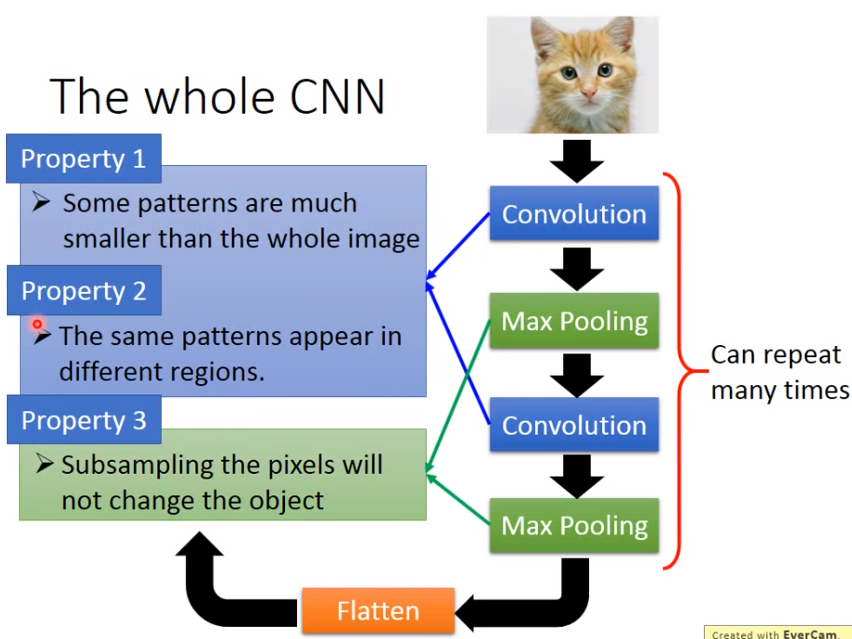 The whole CNN
Property 1
➢ Some patterns are much
smaller than the whole image
Property 2
➢ The same patterns appear in
different regions.
Property 3
➢ Subsampling the pixels will
not change the object
Convolution
Max Pooling
Convolution
Max Pooling
Can repeat
many times
Flatten
Created with EverCam.